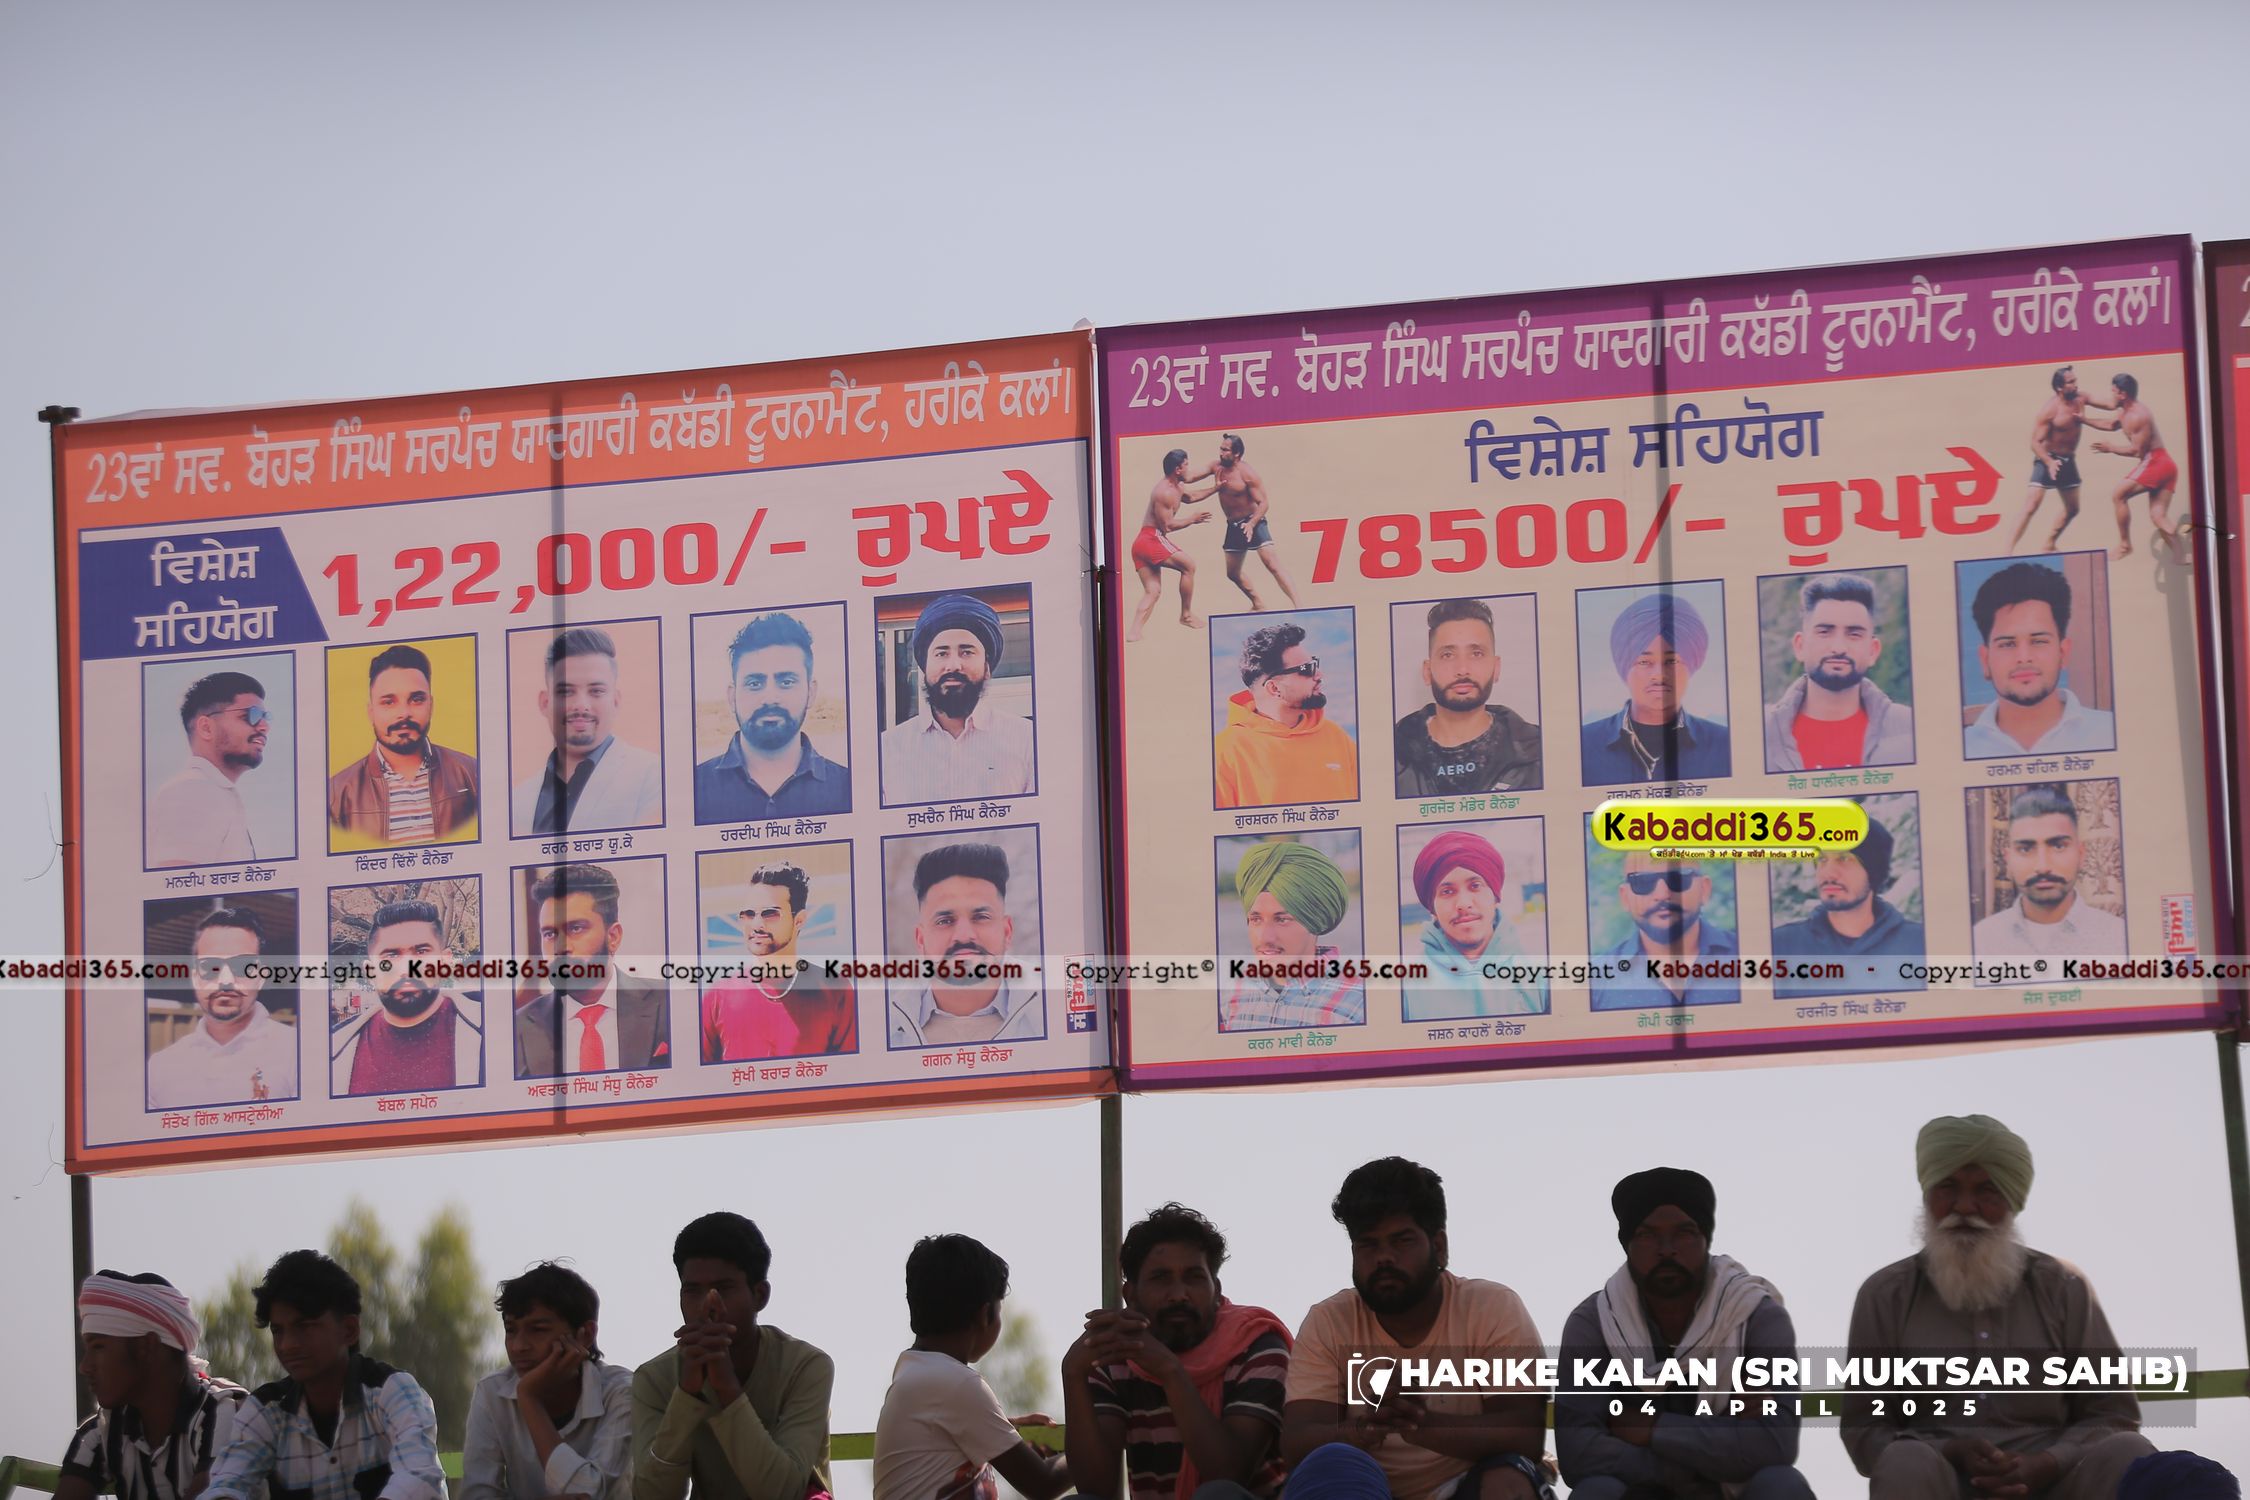 23ਵਾਂ ਸਵ. ਬੋਹੜ ਸਿੰਘ ਸਰਪੰਚ ਯਾਦਗਾਰੀ ਕਬੱਡੀ ਟੂਰਨਾਮੈਂਟ, ਹਰੀਕੇ ਕਲਾਂ।
ਵਿਸ਼ੇਸ਼
ਸਹਿਯੋਗ
1,22,000/- ਰੁਪਏ
ਮਨਦੀਪ ਬਰਾੜ ਕੈਨੇਡਾ
ਕਿੰਦਰ ਢਿੱਲੋਂ ਕੈਨੇਡਾ
ਕਰਨ ਬਰਾੜ ਯੂ.ਕੇ
ਹਰਦੀਪ ਸਿੰਘ ਕੈਨੇਡਾ
ਸੁਖਚੈਨ ਸਿੰਘ ਕੈਨੇਡਾ
ਸੰਤੋਖ ਗਿੱਲ ਆਸਟ੍ਰੇਲੀਆ
ਬੱਬਲ ਸਪੇਨ
ਅਵਤਾਰ ਸਿੰਘ ਸੰਧੂ ਕੈਨੇਡਾ
ਸੁੱਖੀ ਬਰਾੜ ਕੈਨੇਡਾ
ਗਗਨ ਸੰਧੂ ਕੈਨੇਡਾ
23ਵਾਂ ਸਵ. ਬੋਹੜ ਸਿੰਘ ਸਰਪੰਚ ਯਾਦਗਾਰੀ ਕਬੱਡੀ ਟੂਰਨਾਮੈਂਟ, ਹਰੀਕੇ ਕਲਾਂ।
ਵਿਸ਼ੇਸ਼ ਸਹਿਯੋਗ
78500/- ਰੁਪਏ
AERO
ਗੁਰਸ਼ਰਨ ਸਿੰਘ ਕੈਨੇਡਾ
ਗੁਰਜੋਤ ਮੰਡੇਰ ਕੈਨੇਡਾ
ਹਰਮਨ ਮੱਕੜ ਕੈਨੇਡਾ
ਜੈਗ ਧਾਲੀਵਾਲ ਕੈਨੇਡਾ
ਹਰਮਨ ਚਹਿਲ ਕੈਨੇਡਾ
ਕਰਨ ਮਾਵੀ ਕੈਨੇਡਾ
ਜਸ਼ਨ ਕਾਹਲੋਂ ਕੈਨੇਡਾ
ਗੋਪੀ ਹਰਾਜ
ਹਰਜੀਤ ਸਿੰਘ ਕੈਨੇਡਾ
ਜੱਸ ਦੁਬਈ
Kabaddi365.com
Kabaddi365.com - Copyright© Kabaddi365.com - Copyright© Kabaddi365.com - Copyright© Kabaddi365.com - Copyright© Kabaddi365.com - Copyright© Kabaddi365.com
HARIKE KALAN (SRI MUKTSAR SAHIB)
04 APRIL 2025